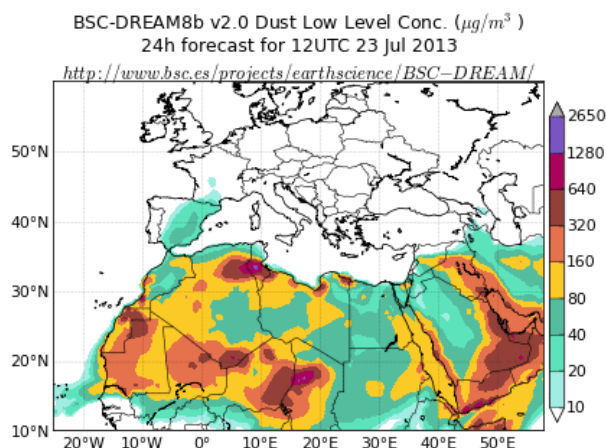 BSC-DREAM8b v2.0 Dust Low Level Conc. (μg/m³ )
24h forecast for 12UTC 23 Jul 2013
http://www.bsc.es/projects/earthscience/BSC−DREAM/
2650
1280
640
320
160
80
40
20
10
50°N
40°N
30°N
20°N
10°N
20°W 10°W 0° 10°E 20°E 30°E 40°E 50°E